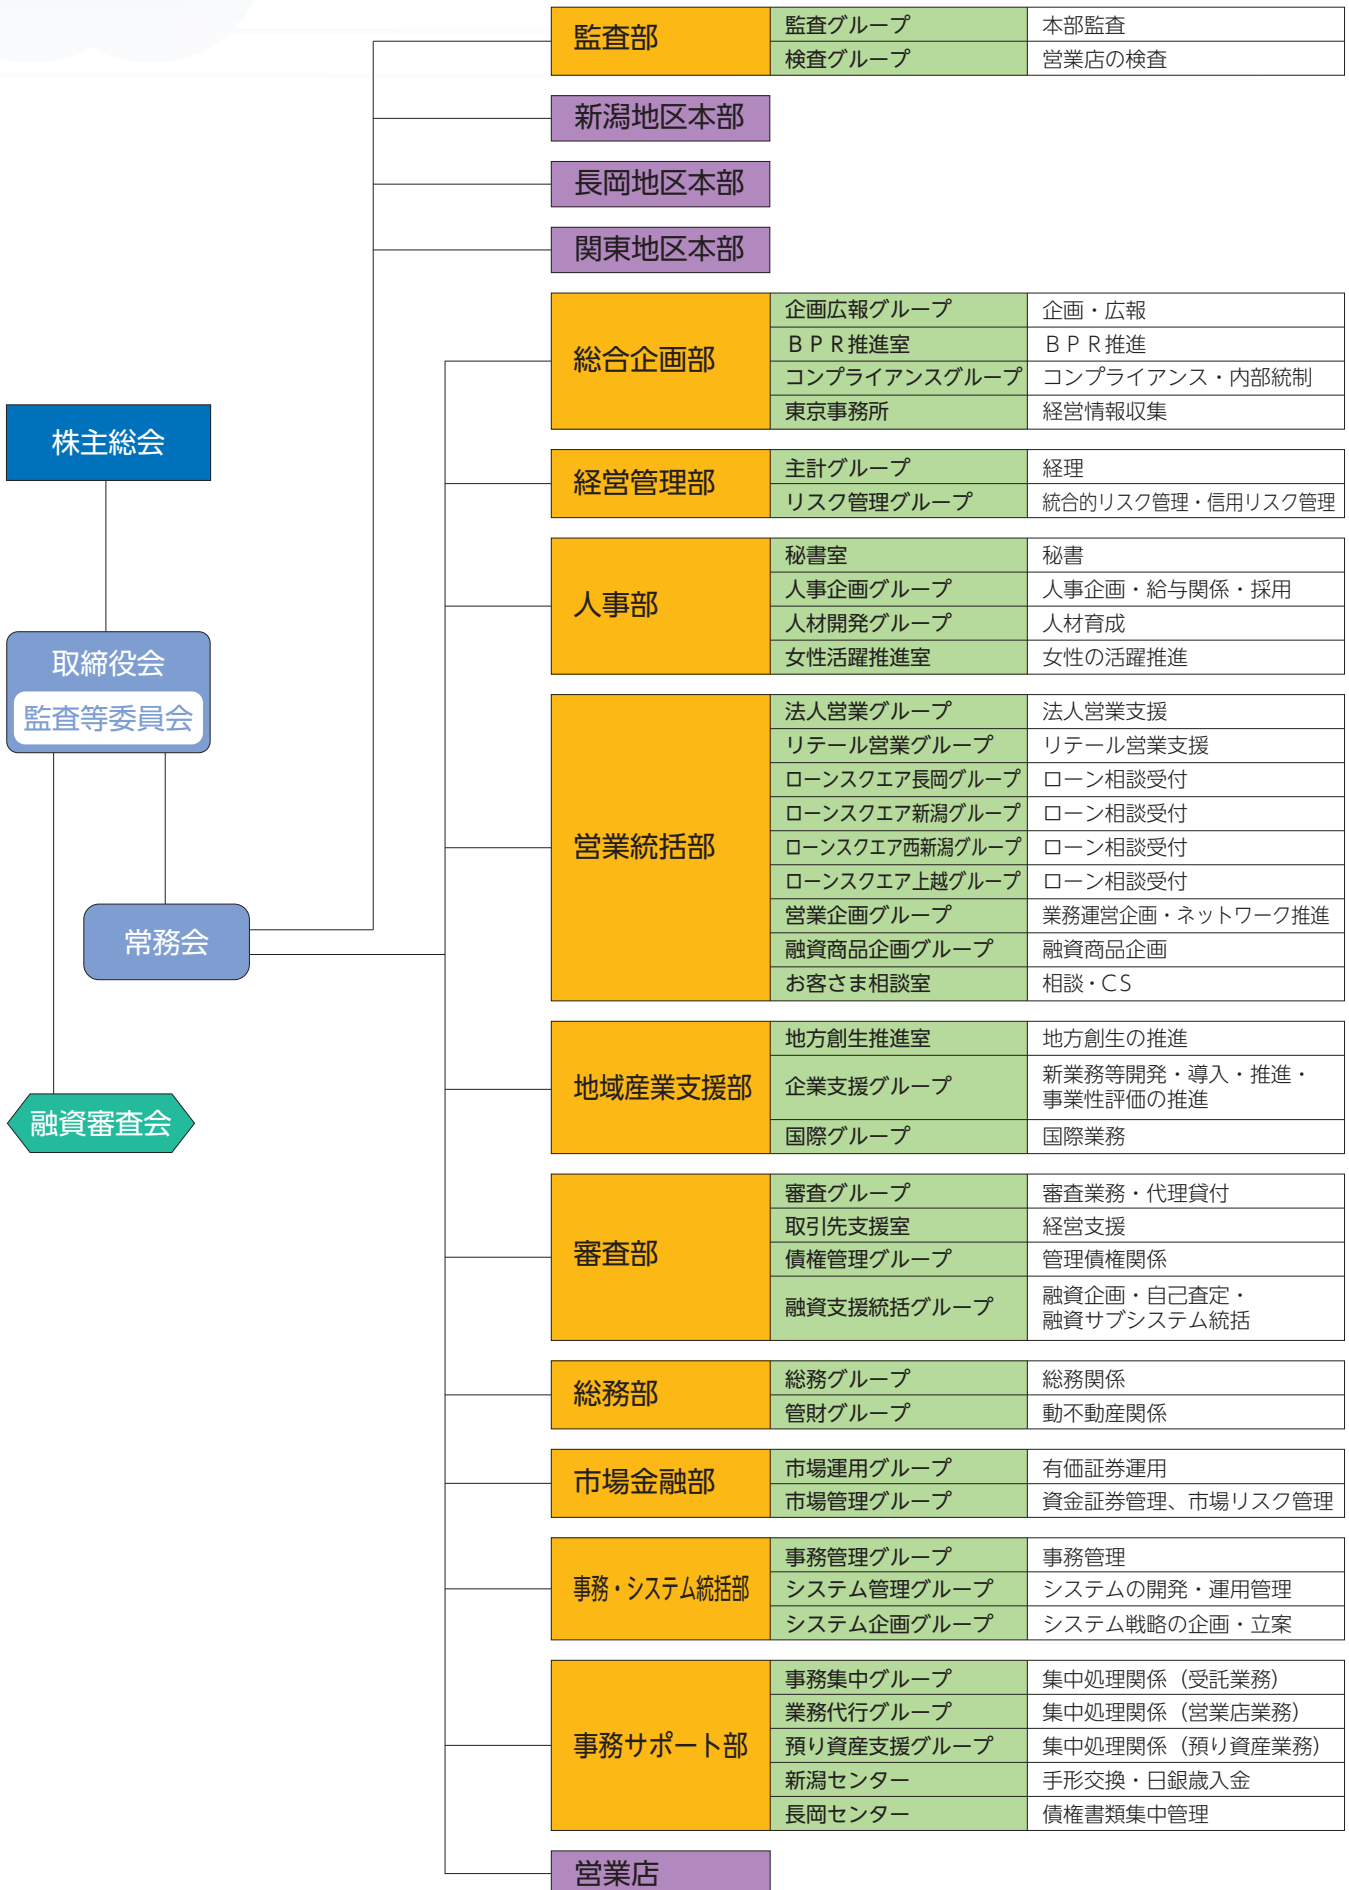 株主総会
取締役会
監査等委員会
常務会
融資審査会
監査部
監査グループ 本部監査
検査グループ 営業店の検査
新潟地区本部
長岡地区本部
関東地区本部
総合企画部
企画広報グループ 企画・広報
ＢＰＲ推進室 ＢＰＲ推進
コンプライアンスグループ コンプライアンス・内部統制
東京事務所 経営情報収集
経営管理部
主計グループ 経理
リスク管理グループ 統合的リスク管理・信用リスク管理
人事部
秘書室 秘書
人事企画グループ 人事企画・給与関係・採用
人材開発グループ 人材育成
女性活躍推進室 女性の活躍推進
営業統括部
法人営業グループ 法人営業支援
リテール営業グループ リテール営業支援
ローンスクエア長岡グループ ローン相談受付
ローンスクエア新潟グループ ローン相談受付
ローンスクエア西新潟グループ ローン相談受付
ローンスクエア上越グループ ローン相談受付
営業企画グループ 業務運営企画・ネットワーク推進
融資商品企画グループ 融資商品企画
お客さま相談室 相談・CS
地域産業支援部
地方創生推進室 地方創生の推進
企業支援グループ 新業務等開発・導入・推進・
事業性評価の推進
国際グループ 国際業務
審査部
審査グループ 審査業務・代理貸付
取引先支援室 経営支援
債権管理グループ 管理債権関係
融資支援統括グループ 融資企画・自己査定・
融資サブシステム統括
総務部
総務グループ 総務関係
管財グループ 動不動産関係
市場金融部
市場運用グループ 有価証券運用
市場管理グループ 資金証券管理、市場リスク管理
事務・システム統括部
事務管理グループ 事務管理
システム管理グループ システムの開発・運用管理
システム企画グループ システム戦略の企画・立案
事務サポート部
事務集中グループ 集中処理関係（受託業務）
業務代行グループ 集中処理関係（営業店業務）
預り資産支援グループ 集中処理関係（預り資産業務）
新潟センター 手形交換・日銀歳入金
長岡センター 債権書類集中管理
営業店